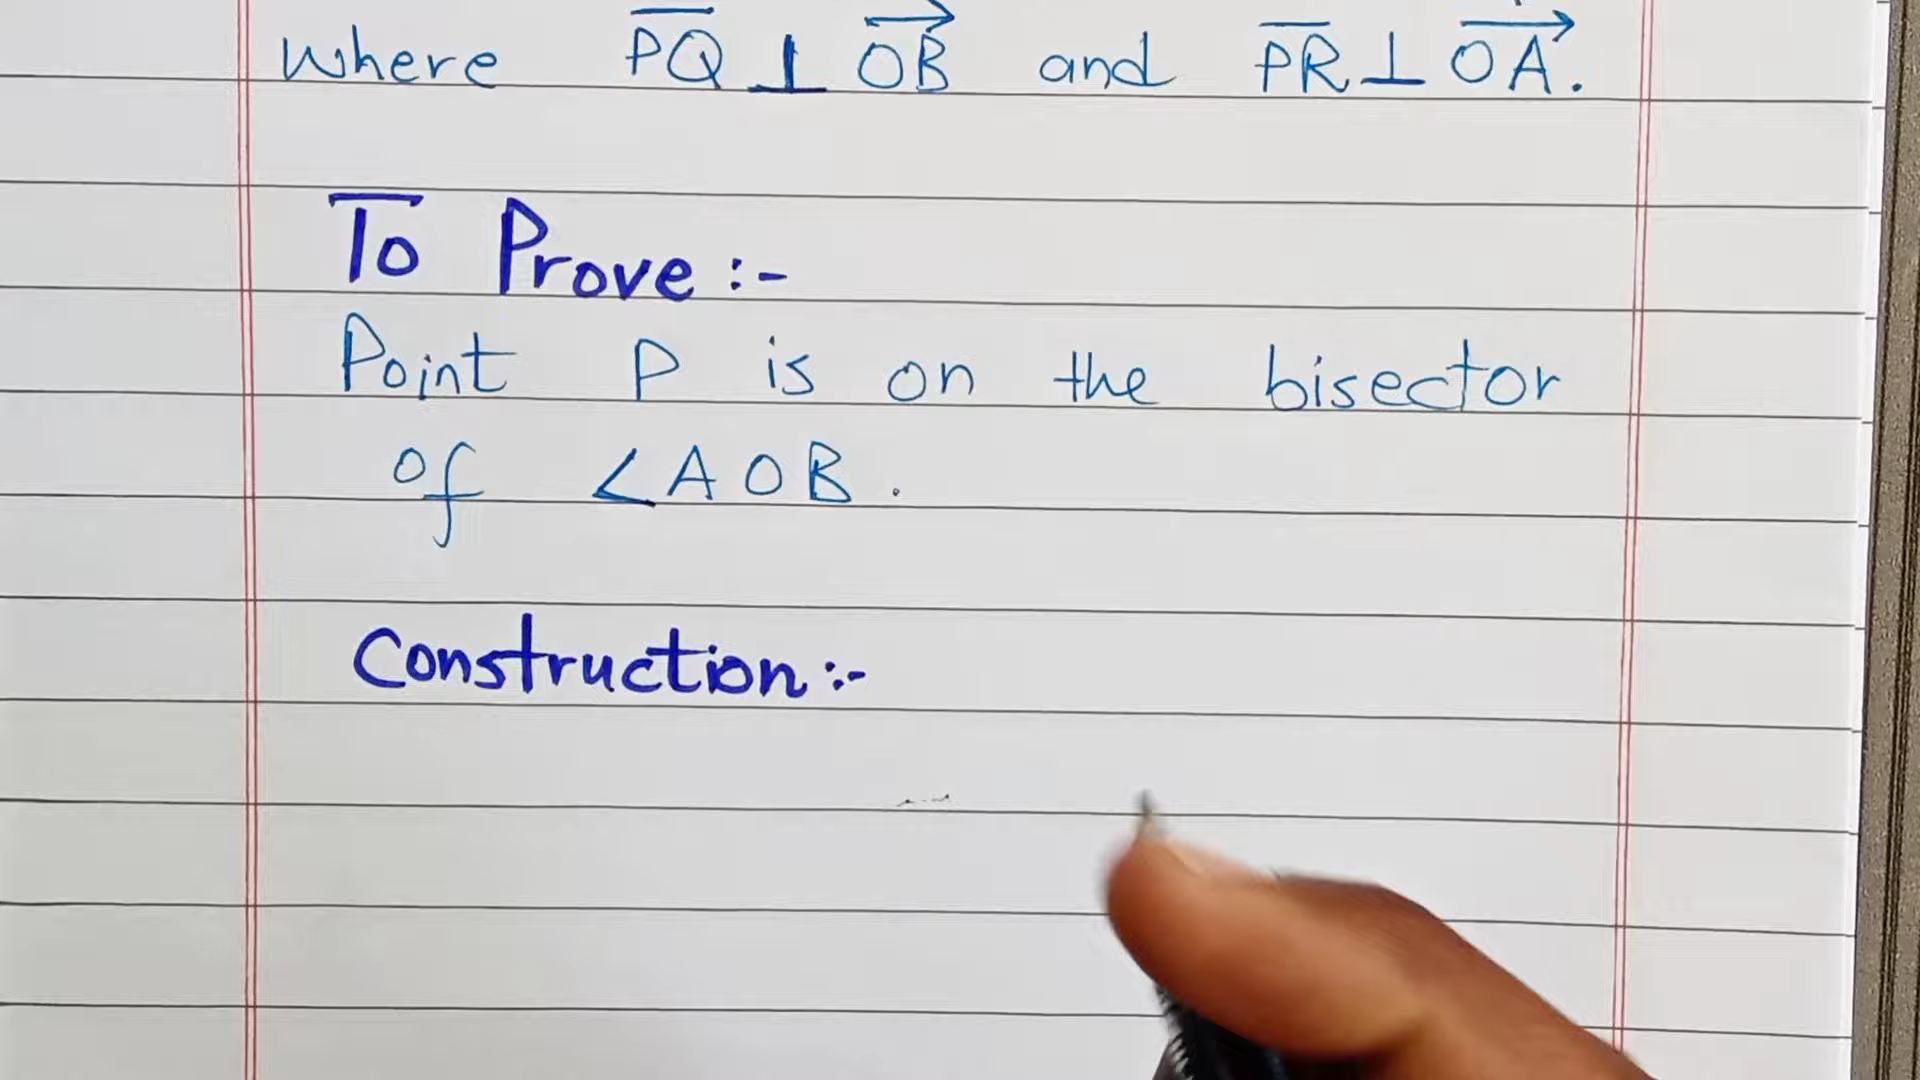 where PQ ⊥ OB and PR ⊥ OA.
To Prove :-
Point P is on the bisector
of ∠AOB.
Construction :-